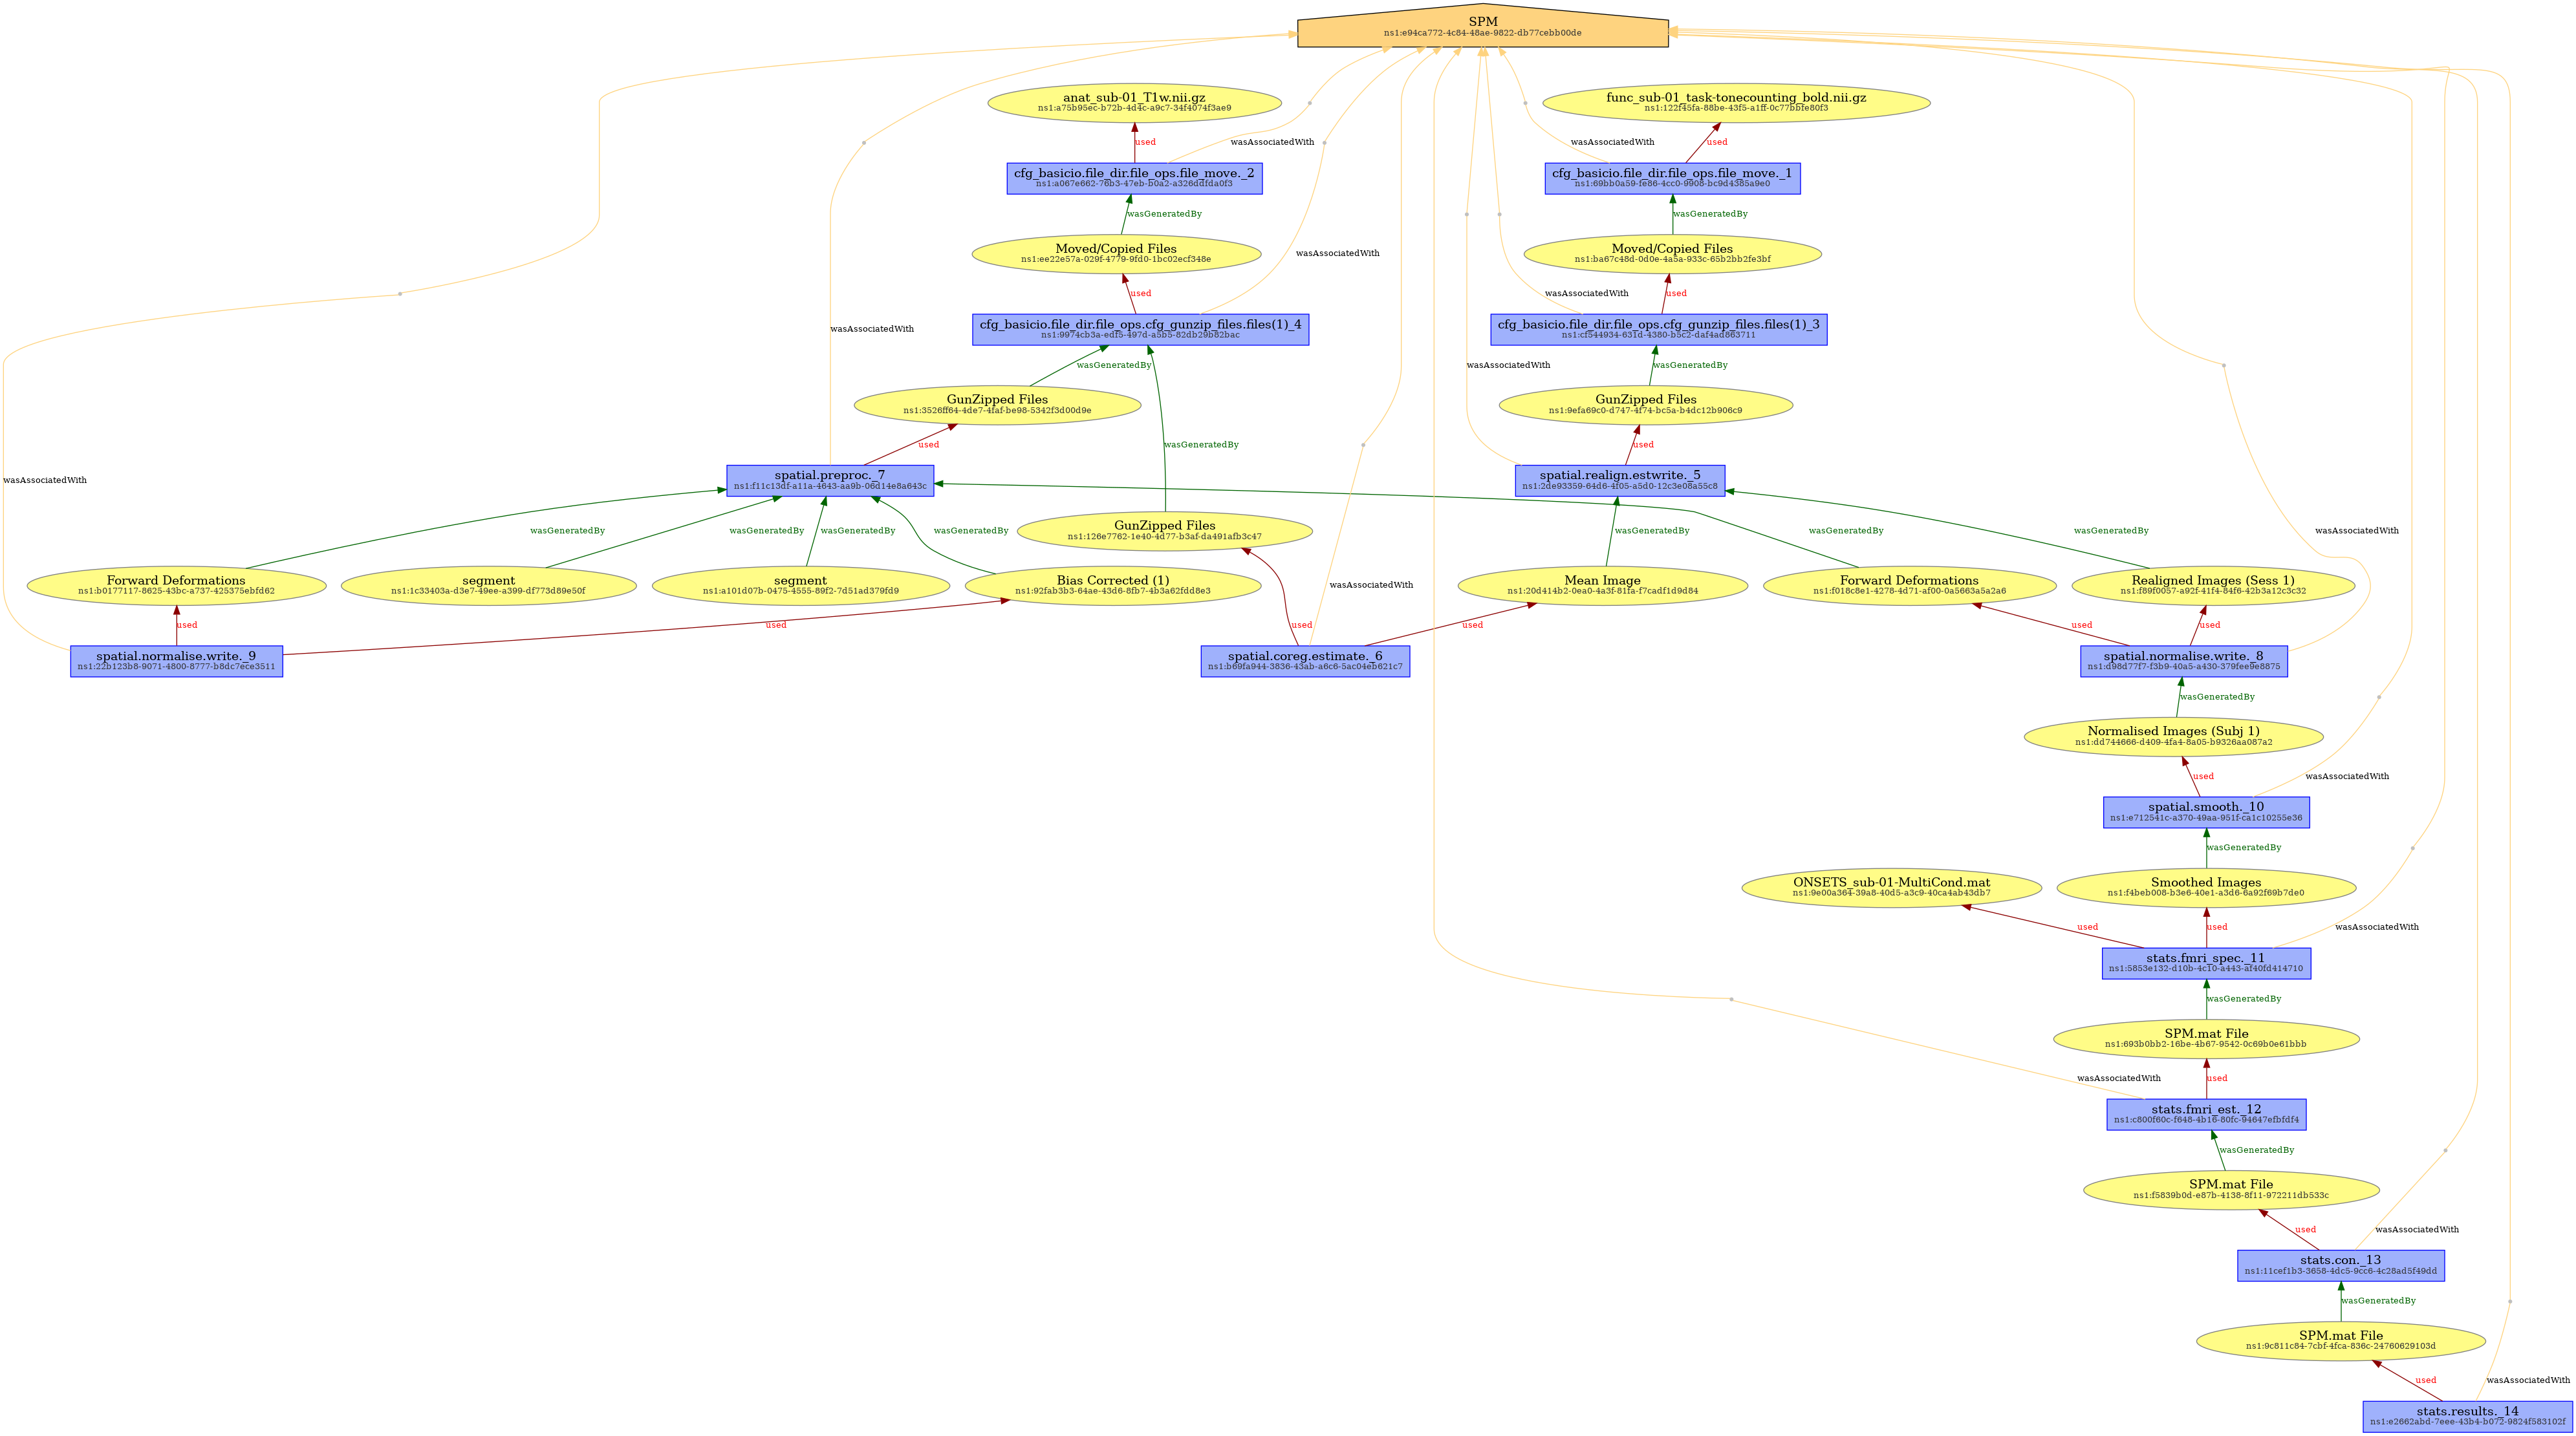 SPM
ns1:e94ca772-4c84-48ae-9822-db77cebb00de
anat_sub-01_T1w.nii.gz
ns1:a75b95ec-b72b-4d4c-a9c7-34f4074f3ae9
func_sub-01_task-tonecounting_bold.nii.gz
ns1:122f45fa-88be-43f5-a1ff-0c77bbfe80f3
used
wasAssociatedWith
wasAssociatedWith
used
cfg_basicio.file_dir.file_ops.file_move._2
ns1:a067e662-76b3-47eb-b0a2-a326ddfda0f3
cfg_basicio.file_dir.file_ops.file_move._1
ns1:69bb0a59-fe86-4cc0-9908-bc9d4385a9e0
wasGeneratedBy
wasGeneratedBy
Moved/Copied Files
ns1:ee22e57a-029f-4779-9fd0-1bc02ecf348e
Moved/Copied Files
ns1:ba67c48d-0d0e-4a5a-933c-65b2bb2fe3bf
wasAssociatedWith
used
wasAssociatedWith
used
cfg_basicio.file_dir.file_ops.cfg_gunzip_files.files(1)_4
ns1:9974cb3a-edf5-497d-a5b5-82db29b82bac
cfg_basicio.file_dir.file_ops.cfg_gunzip_files.files(1)_3
ns1:cf544934-631d-4380-b5c2-daf4ad863711
wasAssociatedWith
wasGeneratedBy
wasAssociatedWith
wasGeneratedBy
GunZipped Files
ns1:3526ff64-4de7-4faf-be98-5342f3d00d9e
GunZipped Files
ns1:9efa69c0-d747-4f74-bc5a-b4dc12b906c9
used
wasGeneratedBy
used
wasAssociatedWith
spatial.preproc._7
ns1:f11c13df-a11a-4643-aa9b-06d14e8a643c
spatial.realign.estwrite._5
ns1:2de93359-64d6-4f05-a5d0-12c3e08a55c8
wasGeneratedBy
wasGeneratedBy
wasGeneratedBy
wasGeneratedBy
GunZipped Files
ns1:126e7762-1e40-4d77-b3af-da491afb3c47
wasGeneratedBy
wasGeneratedBy
wasGeneratedBy
wasAssociatedWith
Forward Deformations
ns1:b0177117-8625-43bc-a737-425375ebfd62
segment
ns1:1c33403a-d3e7-49ee-a399-df773d89e50f
segment
ns1:a101d07b-0475-4555-89f2-7d51ad379fd9
Bias Corrected (1)
ns1:92fab3b3-64ae-43d6-8fb7-4b3a62fdd8e3
wasAssociatedWith
Mean Image
ns1:20d414b2-0ea0-4a3f-81fa-f7cadf1d9d84
Forward Deformations
ns1:f018c8e1-4278-4d71-af00-0a5663a5a2a6
Realigned Images (Sess 1)
ns1:f89f0057-a92f-41f4-84f6-42b3a12c3c32
used
used
used
used
used
used
spatial.normalise.write._9
ns1:22b123b8-9071-4800-8777-b8dc7ece3511
spatial.coreg.estimate._6
ns1:b69fa944-3836-43ab-a6c6-5ac04eb621c7
spatial.normalise.write._8
ns1:d98d77f7-f3b9-40a5-a430-379fee9e8875
wasGeneratedBy
Normalised Images (Subj 1)
ns1:dd744666-d409-4fa4-8a05-b9326aa087a2
used
wasAssociatedWith
spatial.smooth._10
ns1:e712541c-a370-49aa-951f-ca1c10255e36
wasGeneratedBy
ONSETS_sub-01-MultiCond.mat
ns1:9e00a364-39a8-40d5-a3c9-40ca4ab43db7
Smoothed Images
ns1:f4beb008-b3e6-40e1-a3d6-6a92f69b7de0
used
used
wasAssociatedWith
stats.fmri_spec._11
ns1:5853e132-d10b-4c10-a443-af40fd414710
wasGeneratedBy
SPM.mat File
ns1:693b0bb2-16be-4b67-9542-0c69b0e61bbb
wasAssociatedWith
used
stats.fmri_est._12
ns1:c800f60c-f648-4b16-80fc-94647efbfdf4
wasGeneratedBy
SPM.mat File
ns1:f5839b0d-e87b-4138-8f11-972211db533c
used
wasAssociatedWith
stats.con._13
ns1:11cef1b3-3658-4dc5-9cc6-4c28ad5f49dd
wasGeneratedBy
SPM.mat File
ns1:9c811c84-7cbf-4fca-836c-24760629103d
used
wasAssociatedWith
stats.results._14
ns1:e2662abd-7eee-43b4-b072-9824f583102f